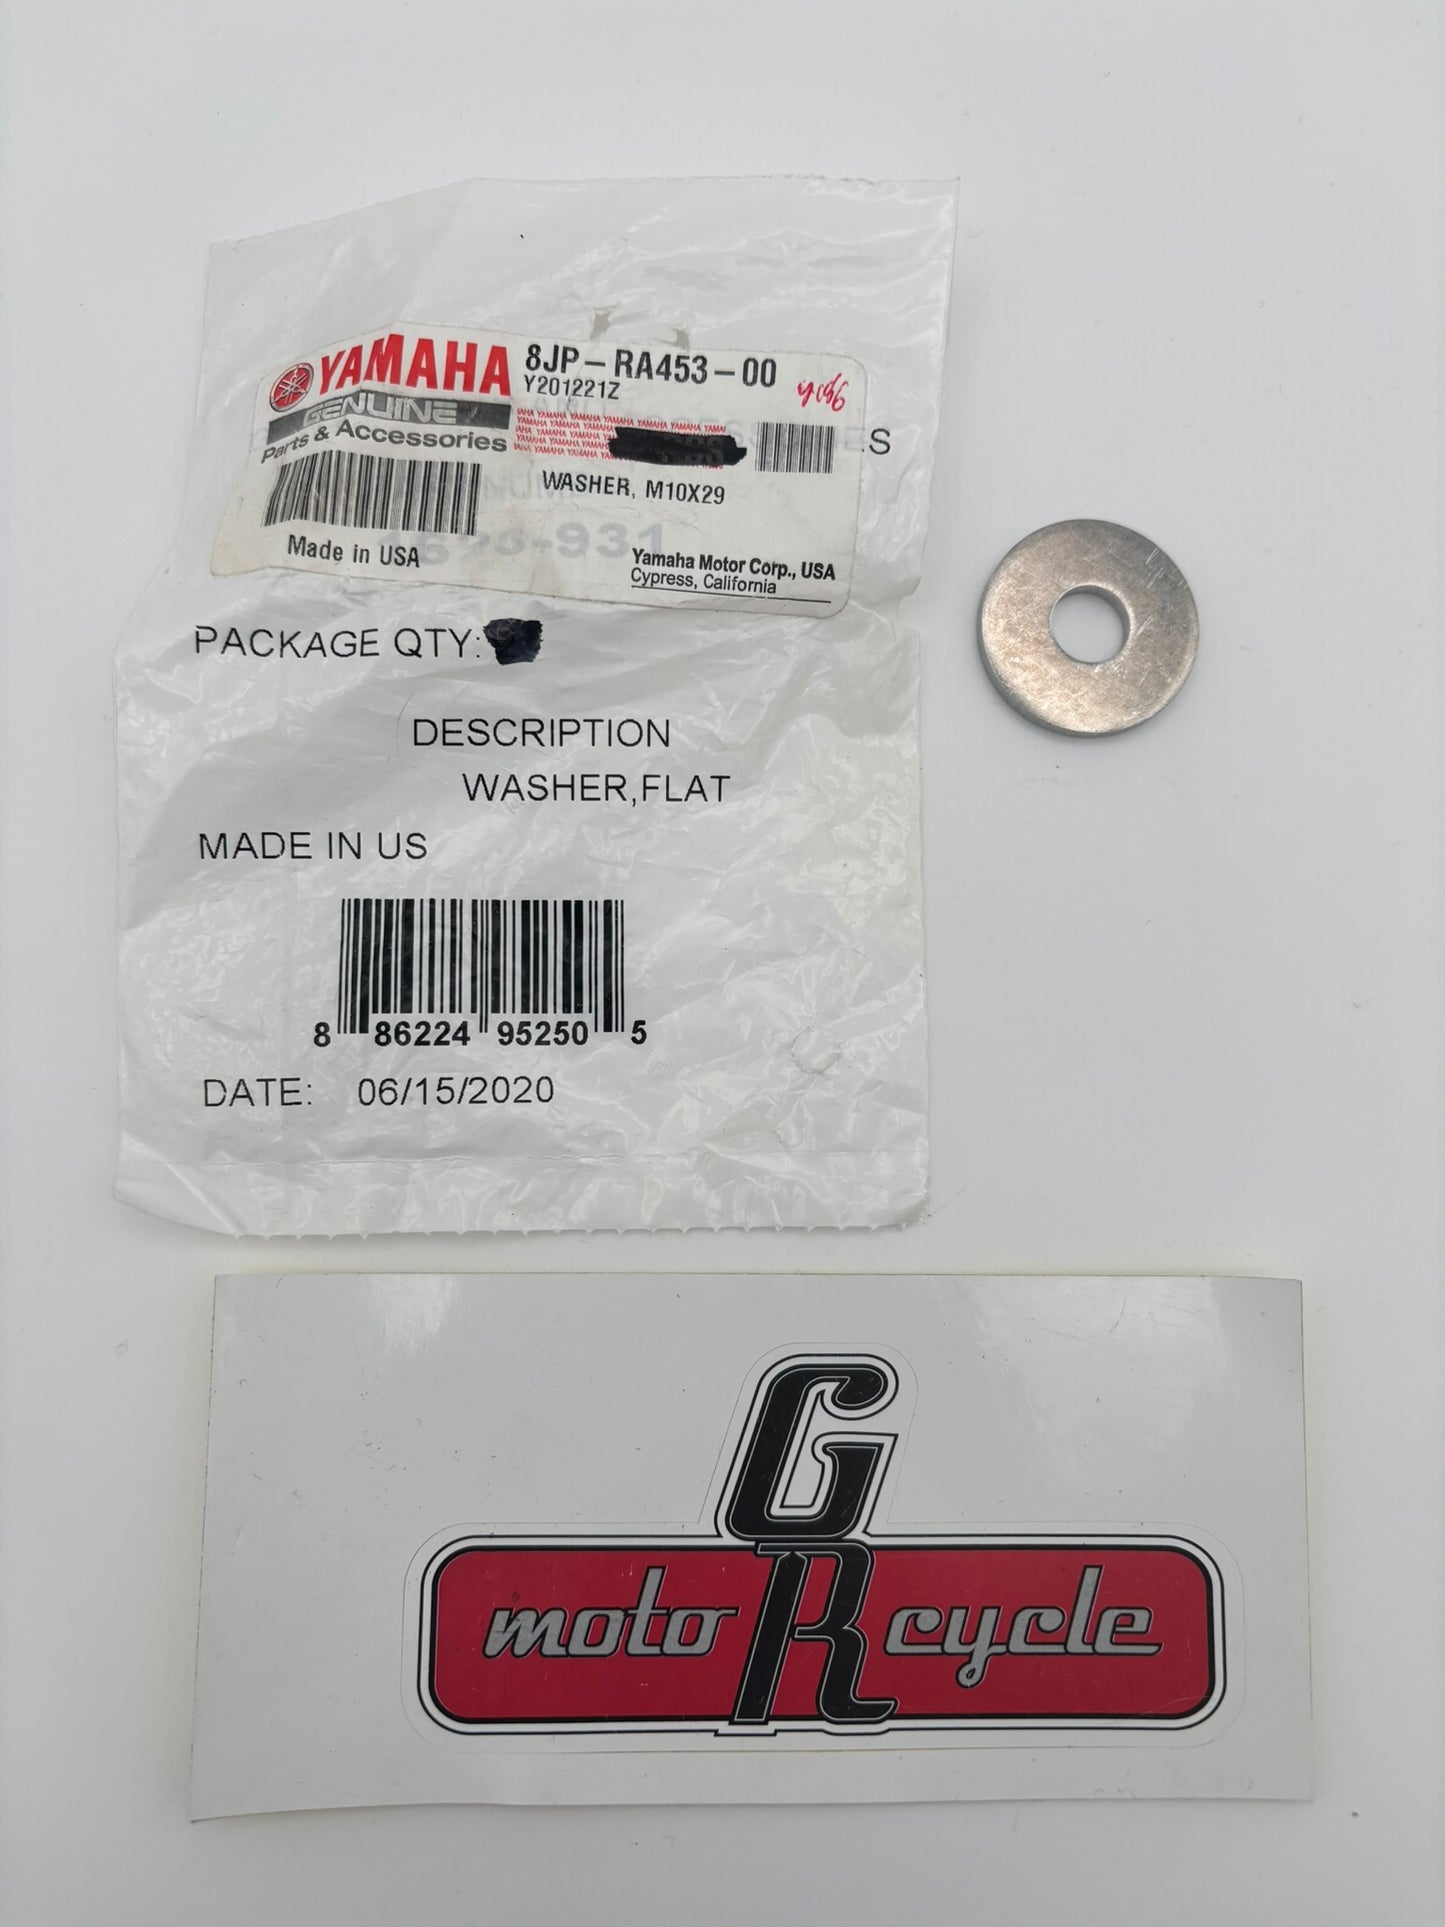 YAMAHA 8JP-RA453-00
Y201221Z
GENUINE
Parts & Accessories
WASHER, M10X29
Made in USA
Yamaha Motor Corp., USA
Cypress, California
PACKAGE QTY:
DESCRIPTION
WASHER,FLAT
MADE IN US
8 86224 95250 5
DATE: 06/15/2020
GR
moto cycle